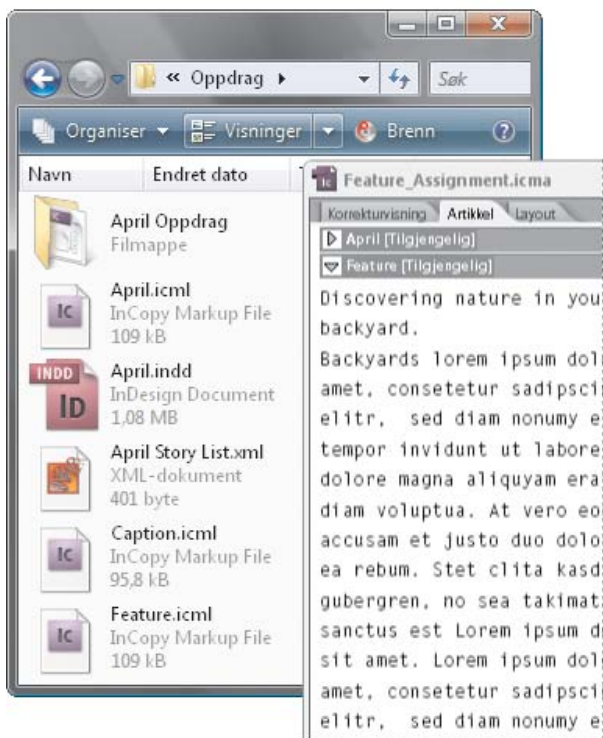 « Oppdrag
Søk
Organiser
Visninger
Brenn
?
Navn
Endret dato
April Oppdrag
Filmappe
IC
April.icml
InCopy Markup File
109 kB
INDD
ID
April.indd
InDesign Document
1,08 MB
April Story List.xml
XML-dokument
401 byte
IC
Caption.icml
InCopy Markup File
95,8 kB
IC
Feature.icml
InCopy Markup File
109 kB
Ic
Feature_Assignment.icma
Korrekturvisning Artikkel Layout
April [Tilgjengelig]
Feature [Tilgjengelig]
Discovering nature in you
backyard.
Backyards lorem ipsum dol
amet, consetetur sadipsci
elitr, sed diam nonumy e
tempor invidunt ut labore
dolore magna aliquyam era
diam voluptua. At vero eo
accusam et justo duo dolo
ea rebum. Stet clita kasd
gubergren, no sea takimat
sanctus est Lorem ipsum d
sit amet. Lorem ipsum dol
amet, consetetur sadipsci
elitr, sed diam nonumy e